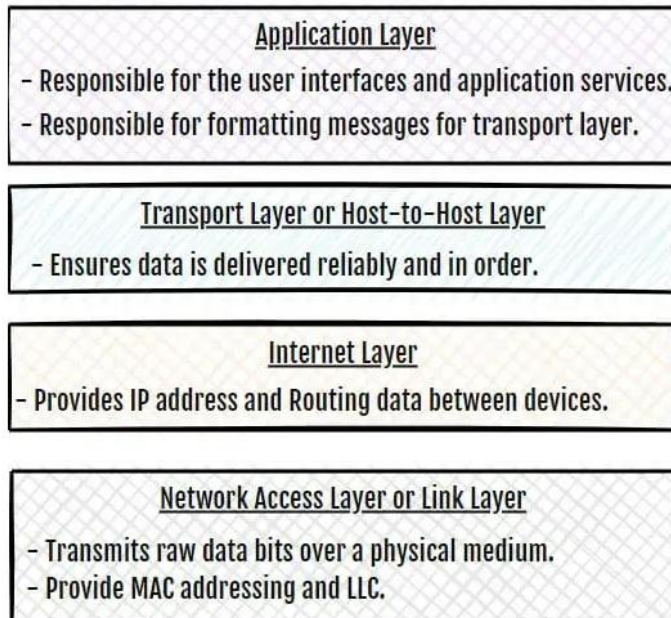 Application Layer
- Responsible for the user interfaces and application services.
- Responsible for formatting messages for transport layer.
Transport Layer or Host-to-Host Layer
- Ensures data is delivered reliably and in order.
Internet Layer
- Provides IP address and Routing data between devices.
Network Access Layer or Link Layer
- Transmits raw data bits over a physical medium.
- Provide MAC addressing and LLC.